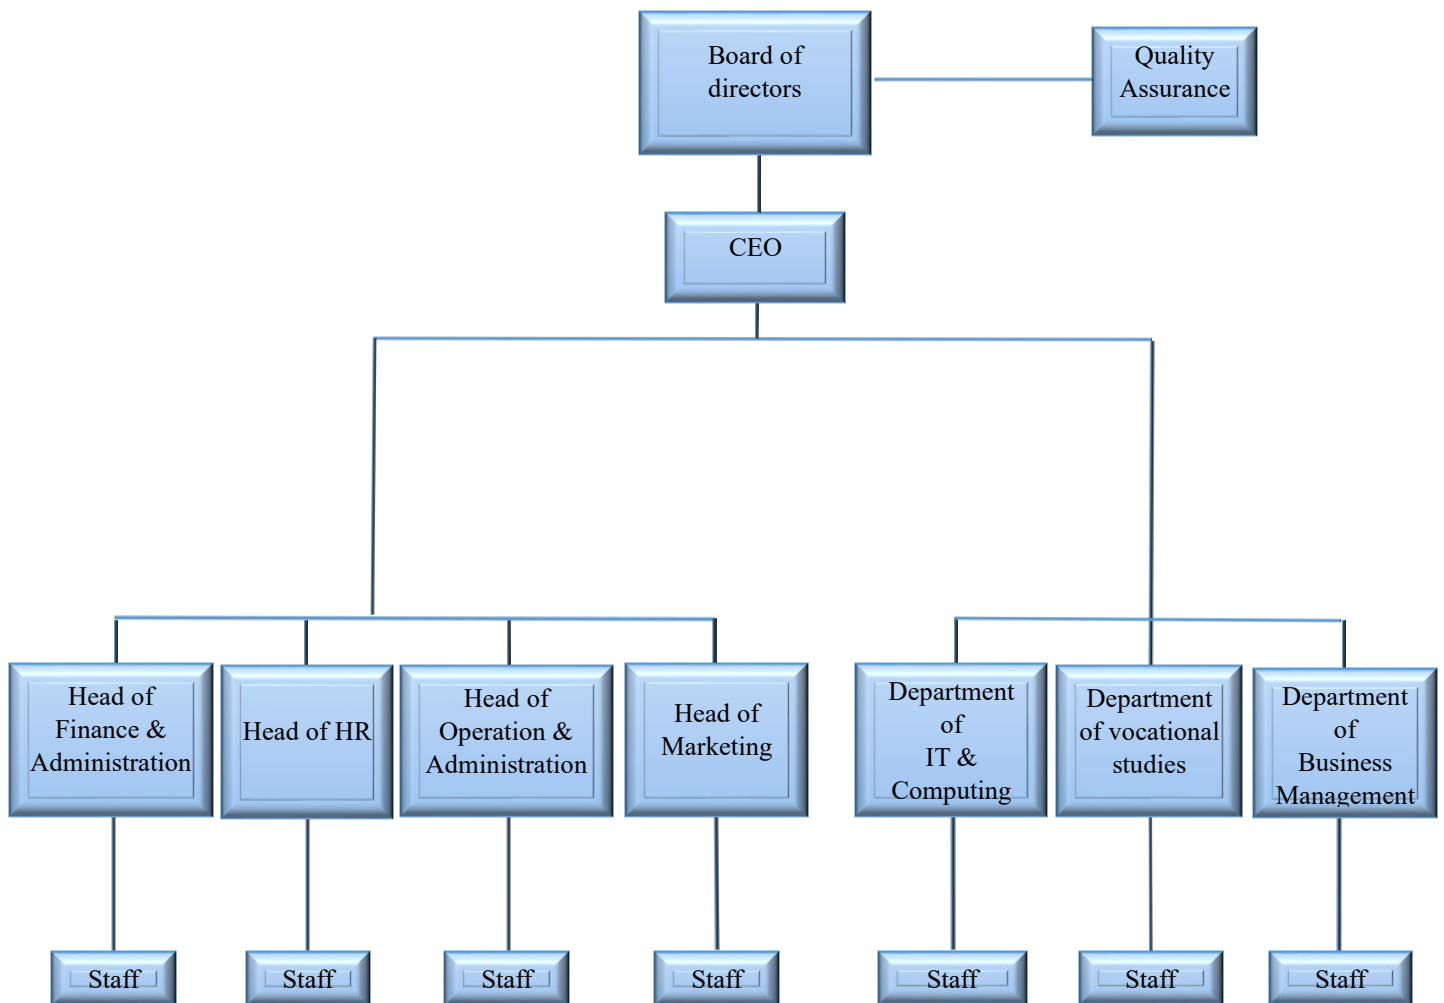 Board of
directors
Quality
Assurance
CEO
Head of
Finance &
Administration
Head of HR
Head of
Operation &
Administration
Head of
Marketing
Department
of
IT &
Computing
Department
of vocational
studies
Department
of
Business
Management
Staff
Staff
Staff
Staff
Staff
Staff
Staff